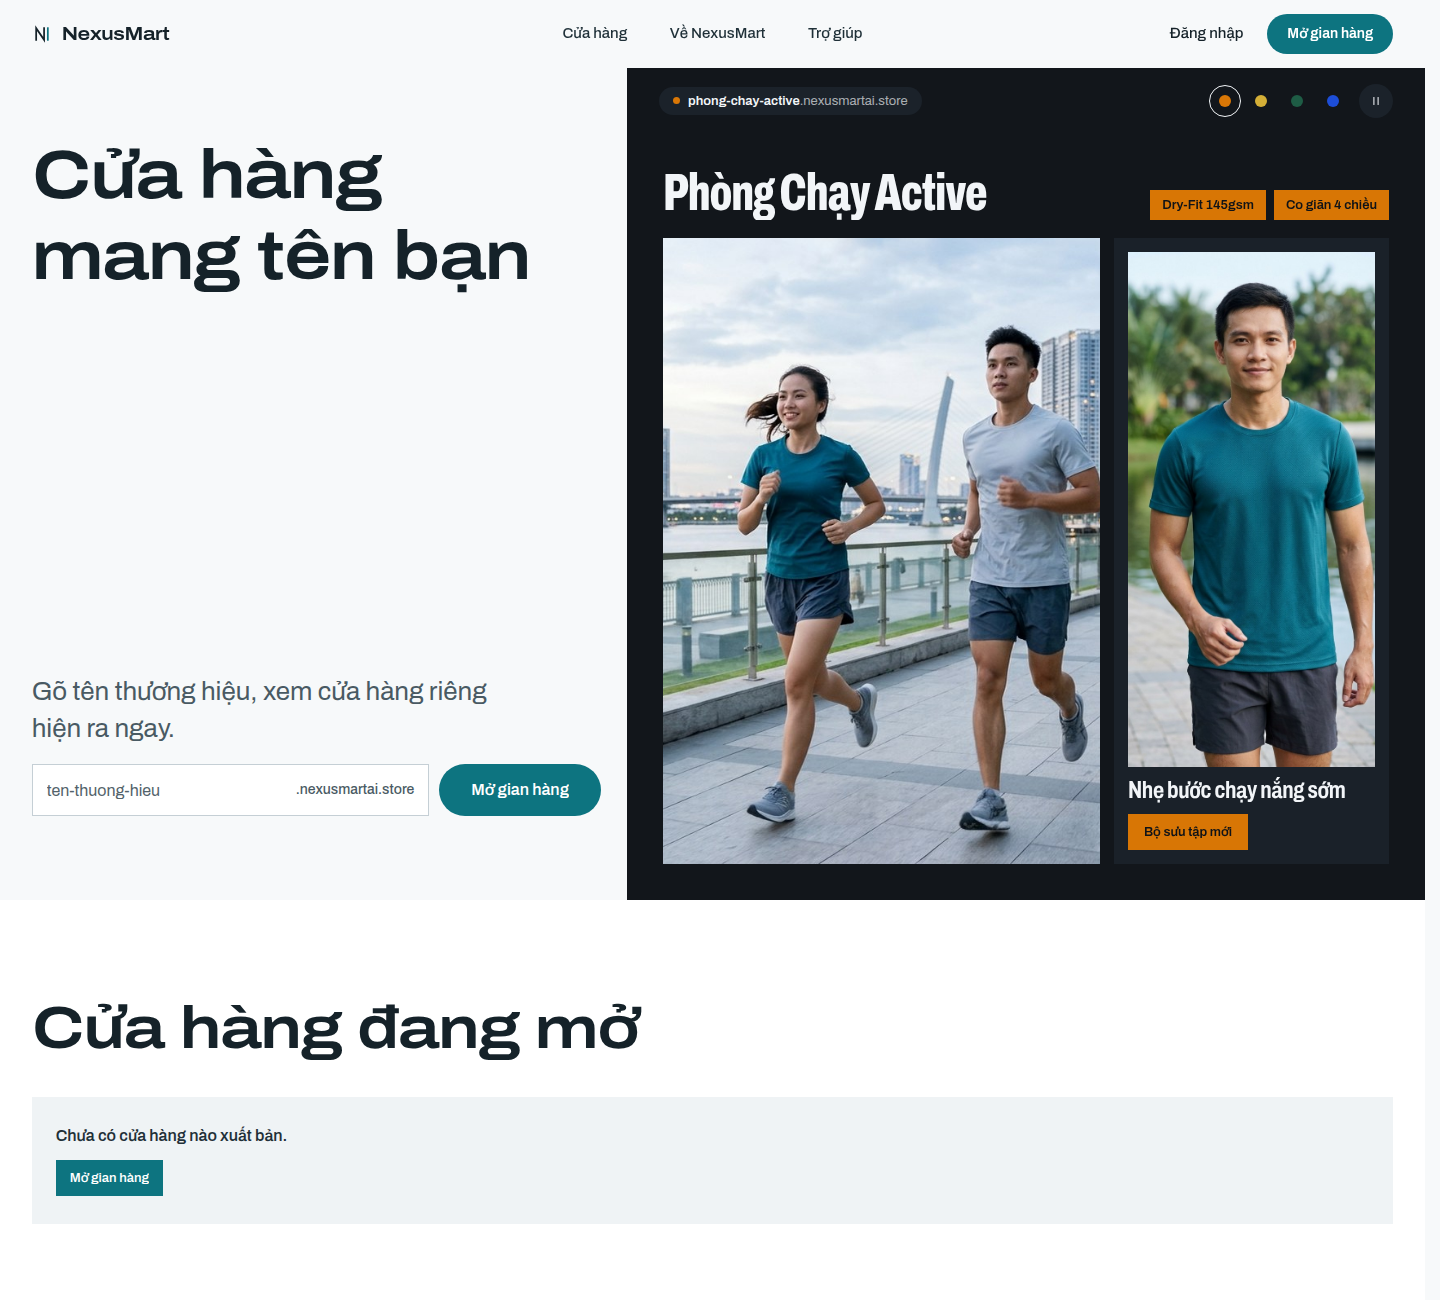 NexusMart
Cửa hàng
Về NexusMart
Trợ giúp
Đăng nhập
Mở gian hàng
Cửa hàng
mang tên bạn
Gõ tên thương hiệu, xem cửa hàng riêng
hiện ra ngay.
ten-thuong-hieu
.nexusmartai.store
Mở gian hàng
phong-chay-active.nexusmartai.store
Phòng Chạy Active
Dry-Fit 145gsm
Co giãn 4 chiều
Nhẹ bước chạy nắng sớm
Bộ sưu tập mới
Cửa hàng đang mở
Chưa có cửa hàng nào xuất bản.
Mở gian hàng